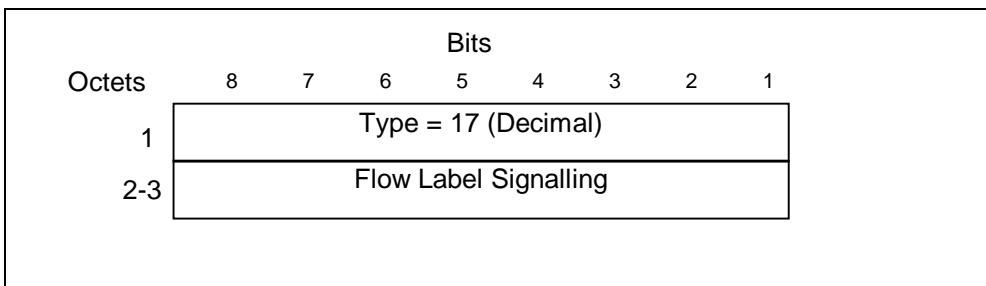 Bits
Octets 8 7 6 5 4 3 2 1
1 Type = 17 (Decimal)
2-3 Flow Label Signalling